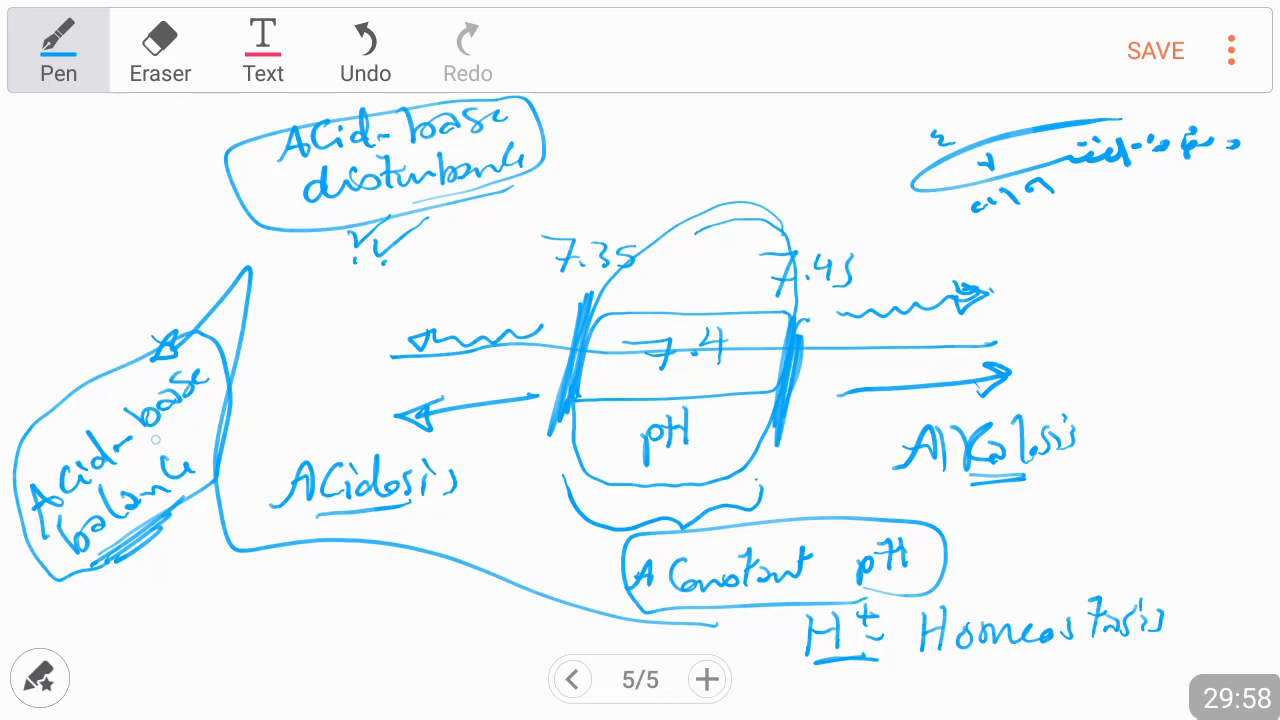 Pen
Eraser
Text
Undo
Redo
SAVE
Acid-base
disturbance
7.35
7.45
7.4
pH
Acid-base
balance
Acidosis
Alkalosis
A Constant pH
H+ Homeostasis
5/5
29:58